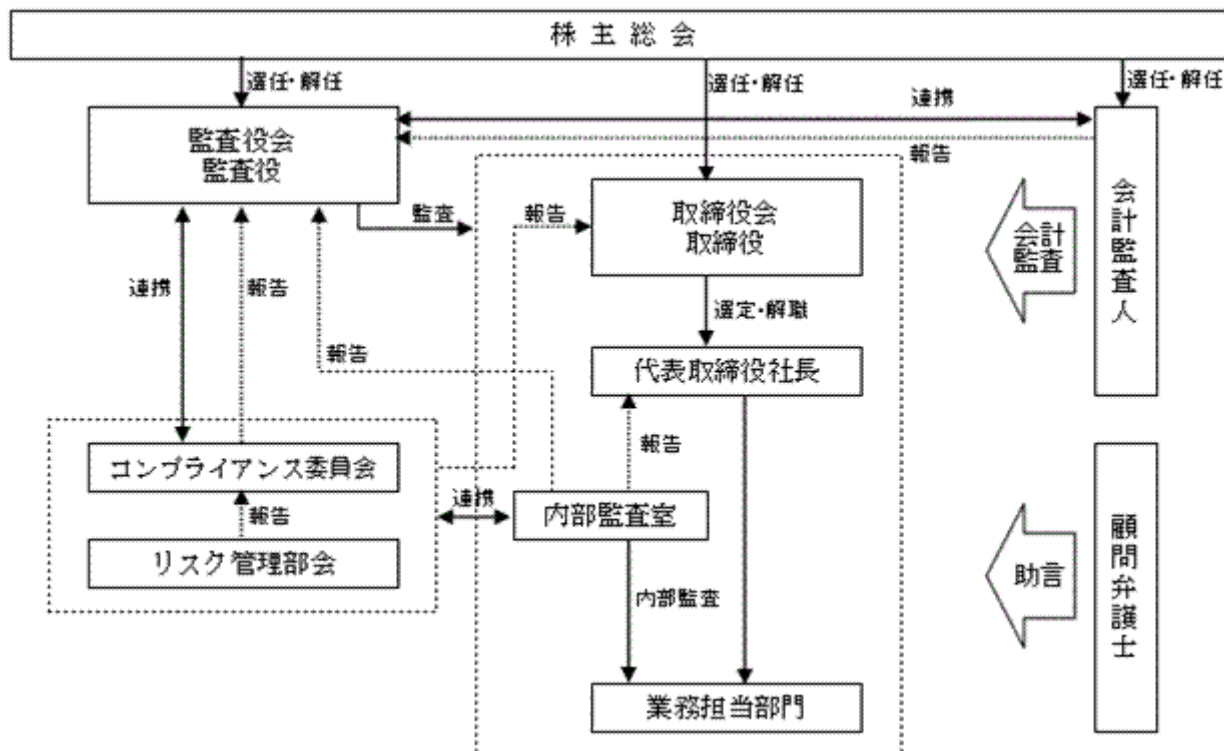 株主総会
選任・解任
選任・解任
選任・解任
連携
報告
監査役会
監査役
監査
報告
取締役会
取締役
会計
監査
会計監査人
連携
報告
選定・解職
報告
代表取締役社長
報告
コンプライアンス委員会
連携
内部監査室
報告
リスク管理部会
内部監査
助言
顧問弁護士
業務担当部門